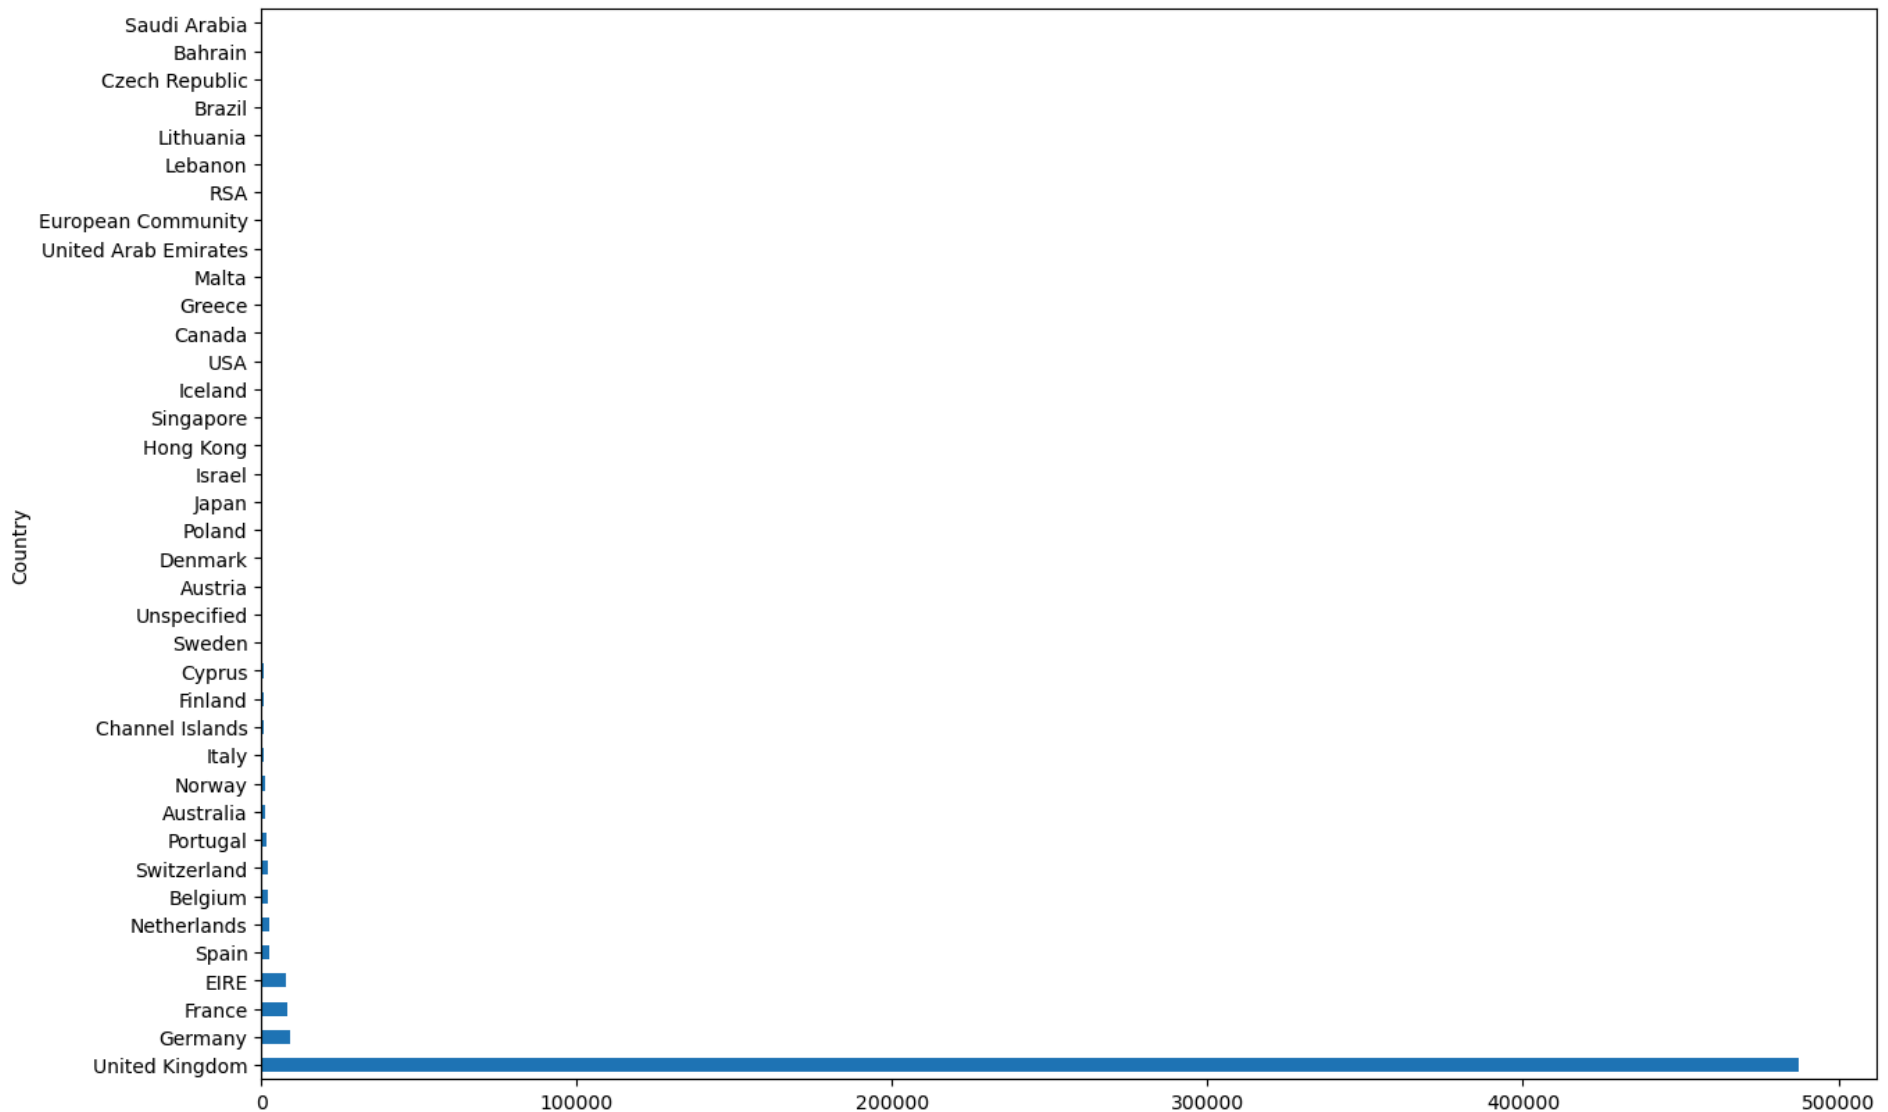 Saudi Arabia
Bahrain
Czech Republic
Brazil
Lithuania
Lebanon
RSA
European Community
United Arab Emirates
Malta
Greece
Canada
USA
Iceland
Singapore
Hong Kong
Israel
Japan
Poland
Denmark
Austria
Unspecified
Sweden
Cyprus
Finland
Channel Islands
Italy
Norway
Australia
Portugal
Switzerland
Belgium
Netherlands
Spain
EIRE
France
Germany
United Kingdom
Country
0 100000 200000 300000 400000 500000